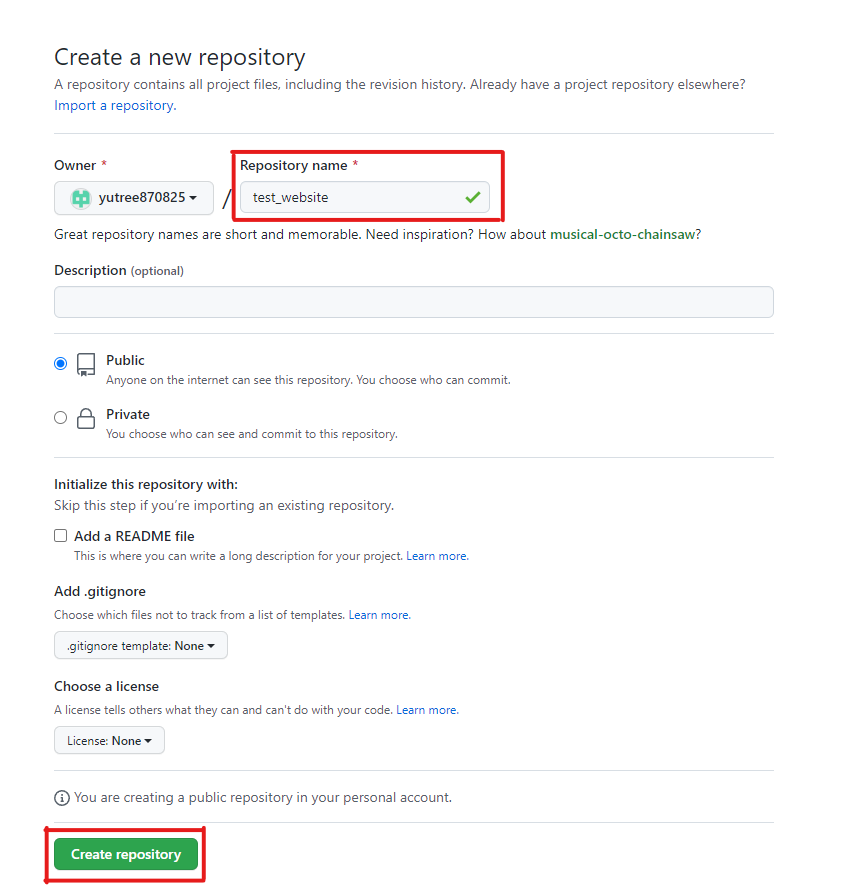 Create a new repository
A repository contains all project files, including the revision history. Already have a project repository elsewhere?
Import a repository.
Owner * Repository name *
yutree870825 / test_website
Great repository names are short and memorable. Need inspiration? How about musical-octo-chainsaw?
Description (optional)
Public
Anyone on the internet can see this repository. You choose who can commit.
Private
You choose who can see and commit to this repository.
Initialize this repository with:
Skip this step if you’re importing an existing repository.
Add a README file
This is where you can write a long description for your project. Learn more.
Add .gitignore
Choose which files not to track from a list of templates. Learn more.
.gitignore template: None
Choose a license
A license tells others what they can and can't do with your code. Learn more.
License: None
You are creating a public repository in your personal account.
Create repository